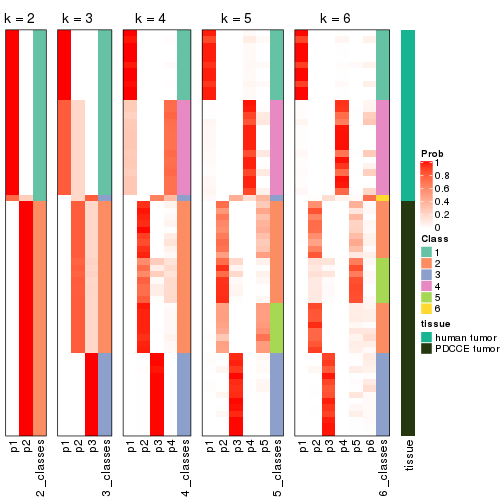 k = 2 k = 3 k = 4 k = 5 k = 6
Prob
1
0.8
0.6
0.4
0.2
0
Class
1
2
3
4
5
6
tissue
human tumor
PDCCE tumor
p1 p2 2_classes p1 p2 p3 3_classes p1 p2 p3 p4 4_classes p1 p2 p3 p4 p5 5_classes p1 p2 p3 p4 p5 p6 6_classes tissue